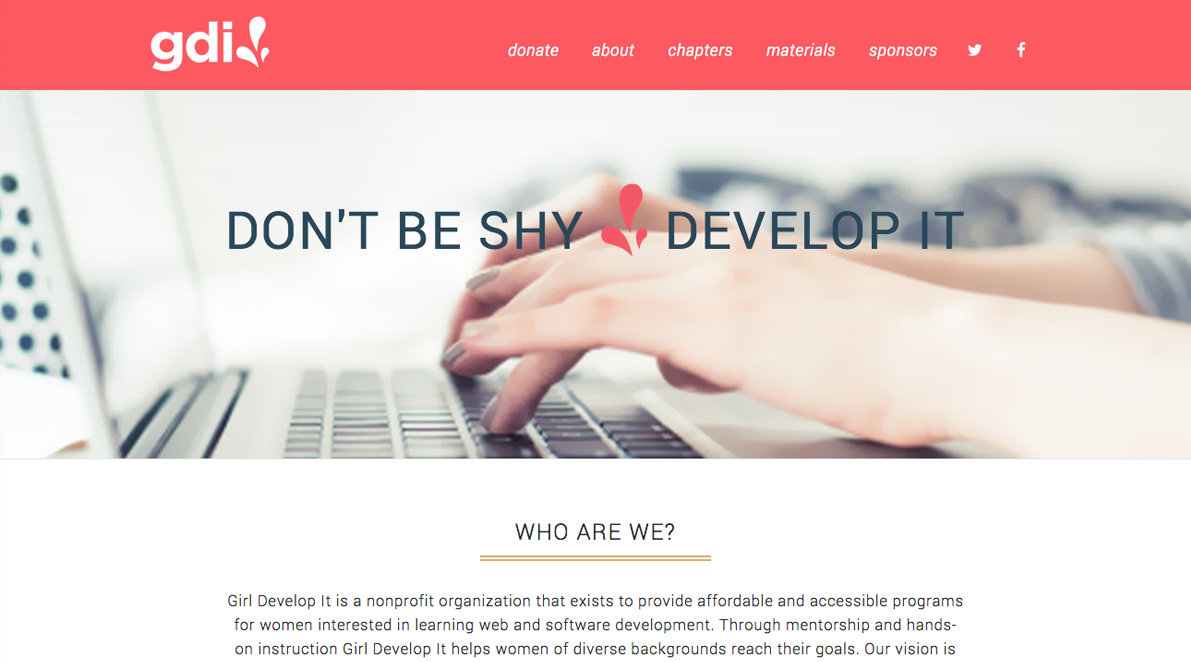 gdi
donate about chapters materials sponsors
DON'T BE SHY DEVELOP IT
WHO ARE WE?
Girl Develop It is a nonprofit organization that exists to provide affordable and accessible programs
for women interested in learning web and software development. Through mentorship and hands-
on instruction Girl Develop It helps women of diverse backgrounds reach their goals. Our vision is